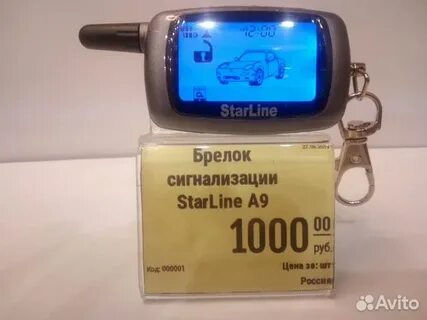 12:00
StarLine
Брелок
сигнализации
StarLine A9
1000 00
руб.
Код: 000001
Цена за: шт
Россия
Avito